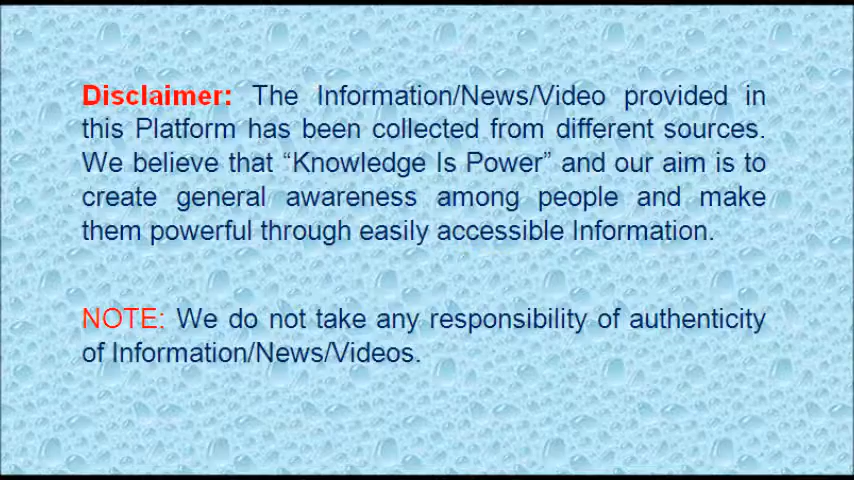 Disclaimer: The Information/News/Video provided in
this Platform has been collected from different sources.
We believe that “Knowledge Is Power” and our aim is to
create general awareness among people and make
them powerful through easily accessible Information.
NOTE: We do not take any responsibility of authenticity
of Information/News/Videos.